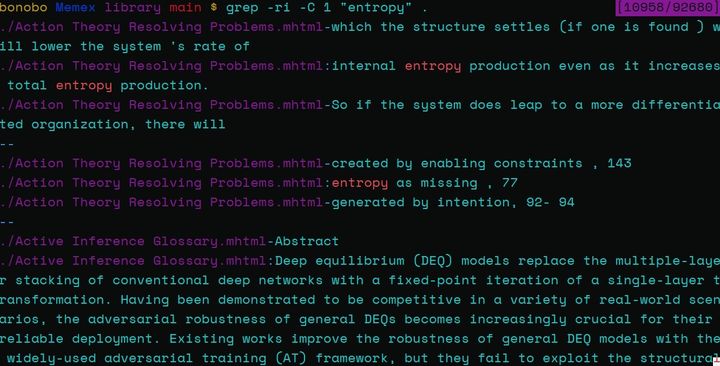 bonobo Memex library main $ grep -ri -C 1 "entropy" . [10958/92680]
./Action Theory Resolving Problems.mhtml-which the structure settles (if one is found ) w
ill lower the system 's rate of
./Action Theory Resolving Problems.mhtml:internal entropy production even as it increases
 total entropy production.
./Action Theory Resolving Problems.mhtml-So if the system does leap to a more differentia
ted organization, there will
--
./Action Theory Resolving Problems.mhtml-created by enabling constraints , 143
./Action Theory Resolving Problems.mhtml:entropy as missing , 77
./Action Theory Resolving Problems.mhtml-generated by intention, 92- 94
--
./Active Inference Glossary.mhtml-Abstract
./Active Inference Glossary.mhtml:Deep equilibrium (DEQ) models replace the multiple-laye
r stacking of conventional deep networks with a fixed-point iteration of a single-layer t
ransformation. Having been demonstrated to be competitive in a variety of real-world scen
arios, the adversarial robustness of general DEQs becomes increasingly crucial for their
reliable deployment. Existing works improve the robustness of general DEQ models with the
 widely-used adversarial training (AT) framework, but they fail to exploit the structural